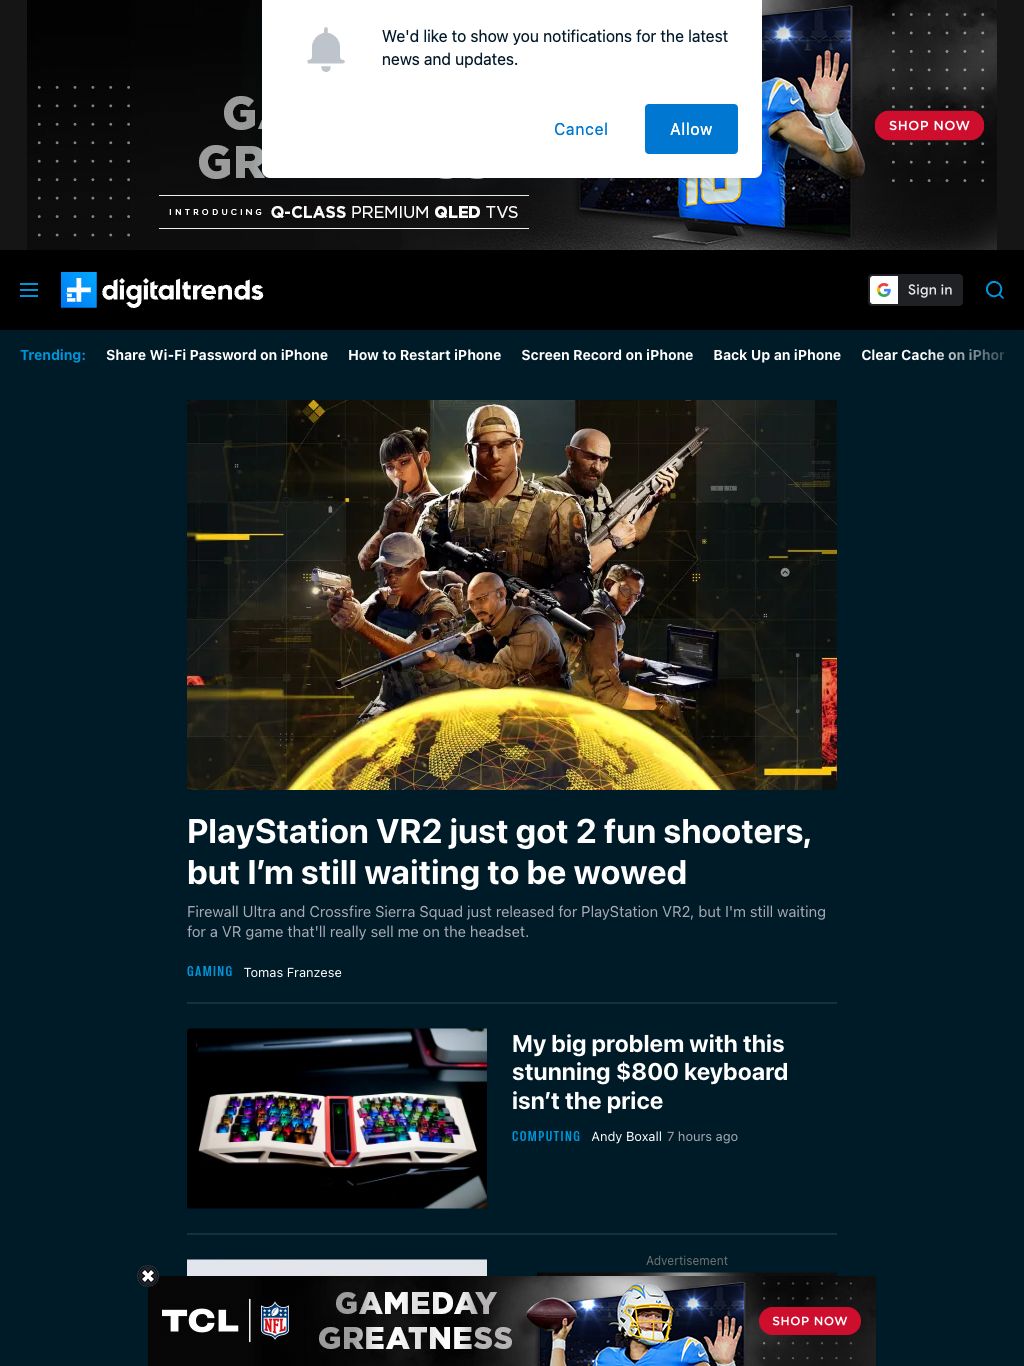 We'd like to show you notifications for the latest
news and updates.
Cancel
Allow
SHOP NOW
INTRODUCING Q-CLASS PREMIUM QLED TVS
digitaltrends
Sign in
Trending:
Share Wi-Fi Password on iPhone
How to Restart iPhone
Screen Record on iPhone
Back Up an iPhone
Clear Cache on iPhon
PlayStation VR2 just got 2 fun shooters,
but I’m still waiting to be wowed
Firewall Ultra and Crossfire Sierra Squad just released for PlayStation VR2, but I'm still waiting
for a VR game that'll really sell me on the headset.
GAMING Tomas Franzese
My big problem with this
stunning $800 keyboard
isn’t the price
COMPUTING Andy Boxall 7 hours ago
Advertisement
TCL NFL
GAMEDAY
GREATNESS
SHOP NOW